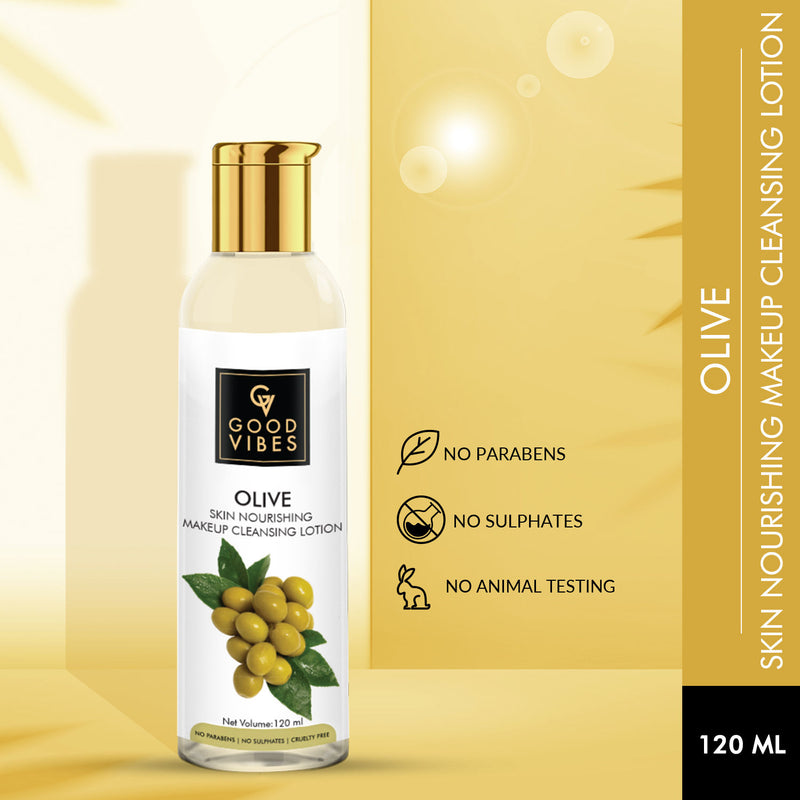 GV
GOOD
VIBES
OLIVE
SKIN NOURISHING
MAKEUP CLEANSING LOTION
Net Volume:120 ml
NO PARABENS | NO SULPHATES | CRUELTY FREE
NO PARABENS
NO SULPHATES
NO ANIMAL TESTING
OLIVE
SKIN NOURISHING MAKEUP CLEANSING LOTION
120 ML